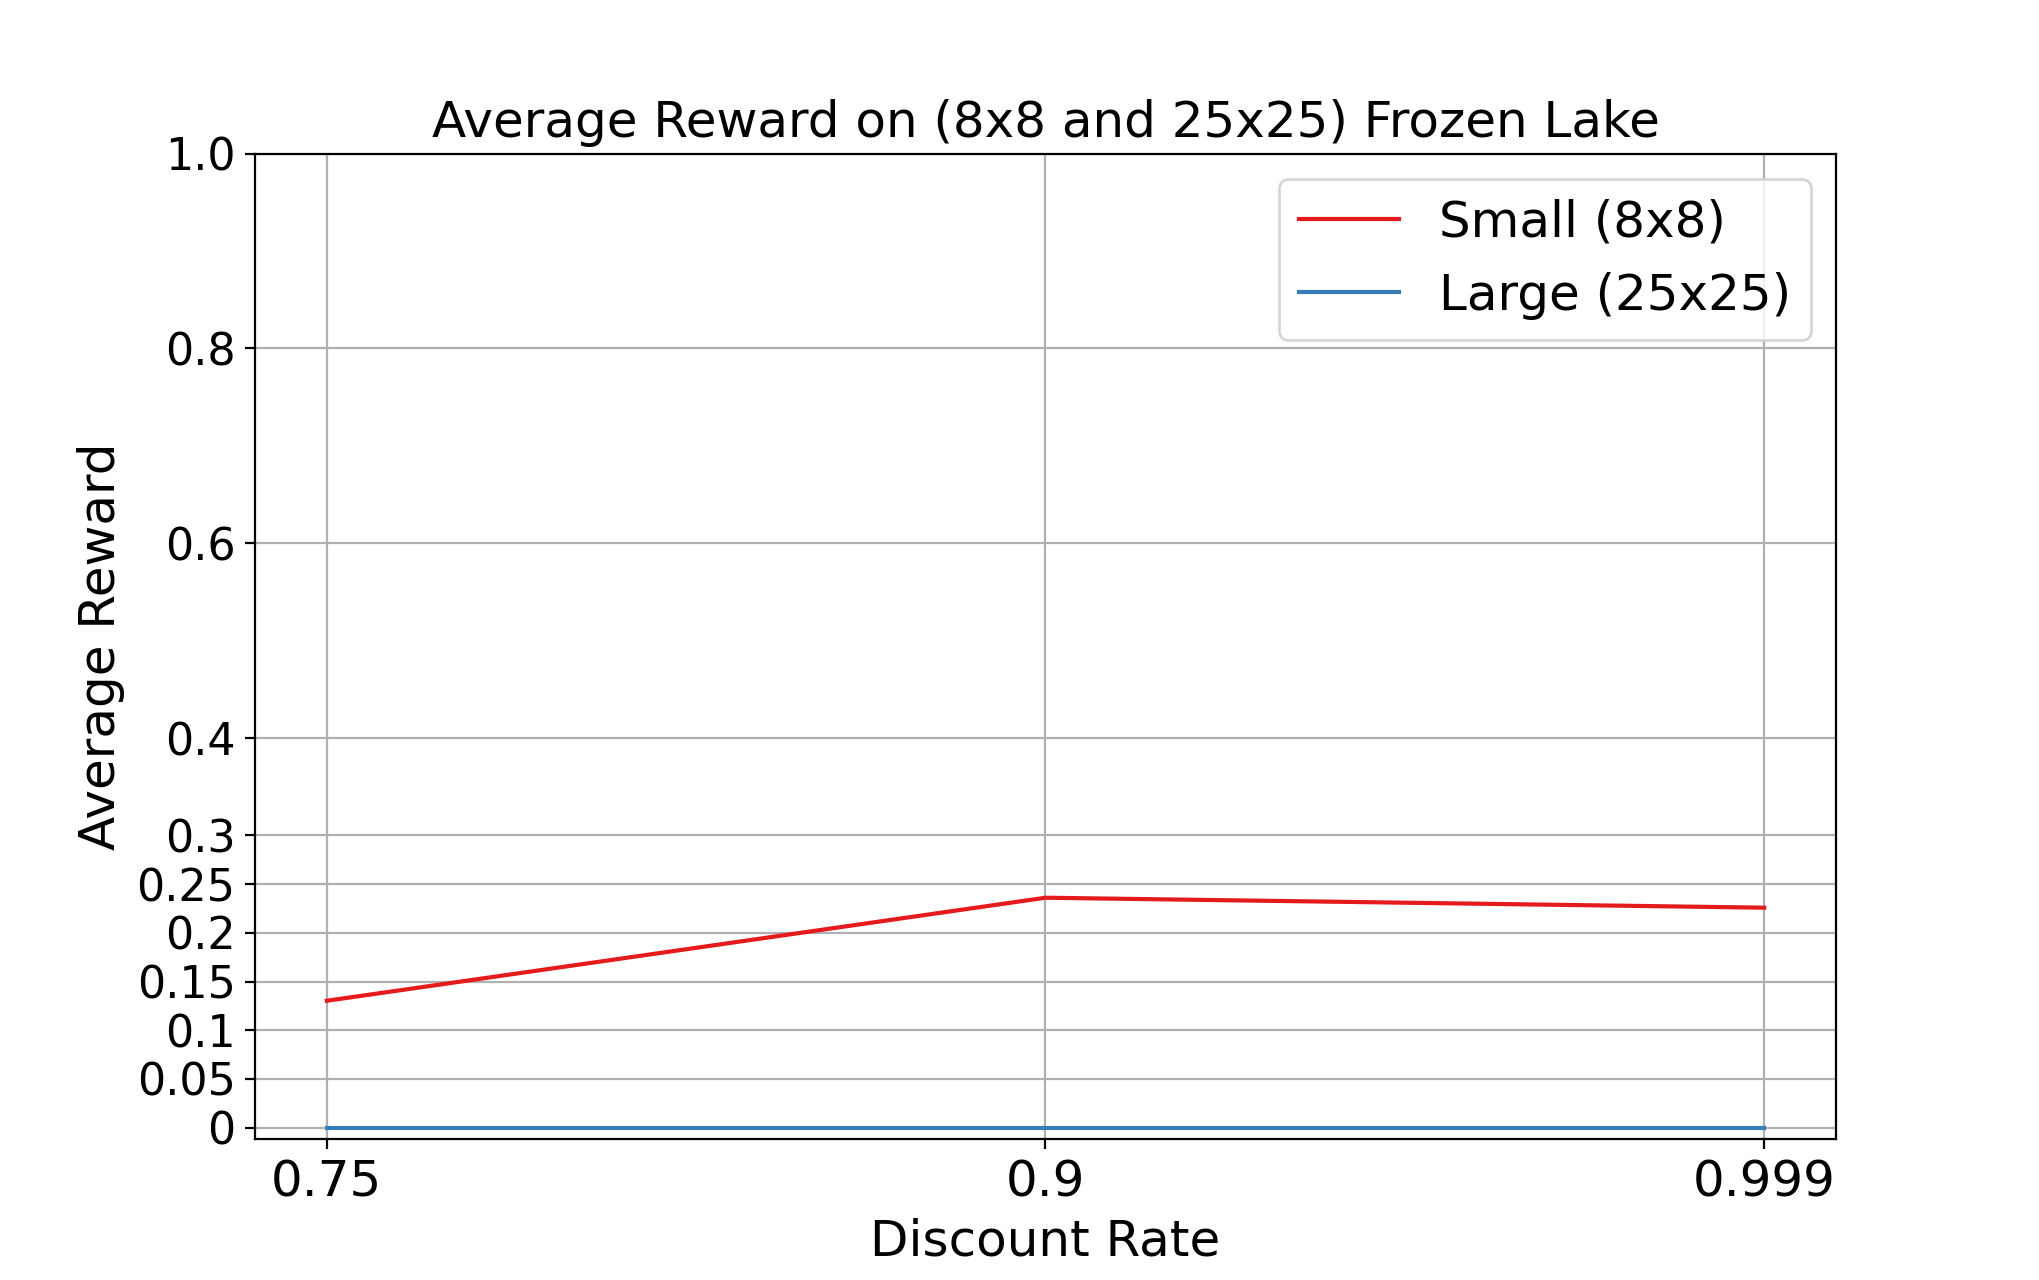 Average Reward on (8x8 and 25x25) Frozen Lake
1.0
Small (8x8)
Large (25x25)
0.8
0.6
0.4
0.3
0.25
0.2
0.15
0.1
0.05
0
Average Reward
0.75 0.9 0.999
Discount Rate